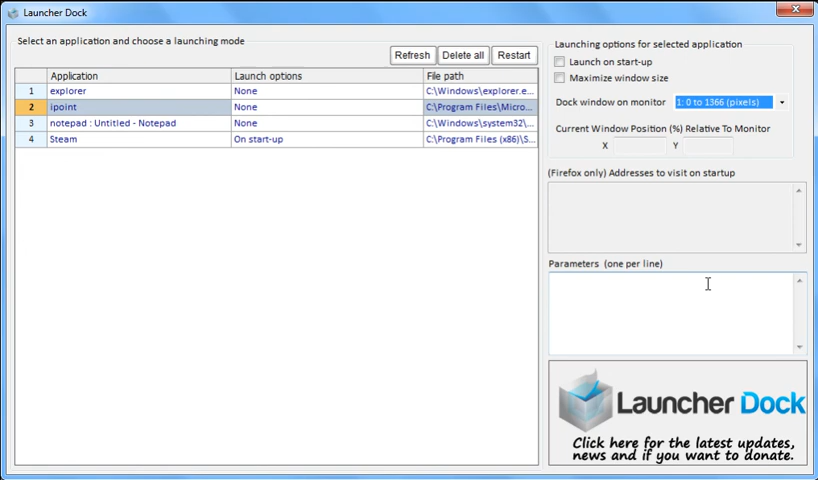 Launcher Dock
Select an application and choose a launching mode
Refresh Delete all Restart
Application Launch options File path
1 explorer None C:\Windows\explorer.e...
2 ipoint None C:\Program Files\Micro...
3 notepad : Untitled - Notepad None C:\Windows\system32\...
4 Steam On start-up C:\Program Files (x86)\S...
Launching options for selected application
Launch on start-up
Maximize window size
Dock window on monitor 1: 0 to 1366 (pixels)
Current Window Position (%) Relative To Monitor
X Y
(Firefox only) Addresses to visit on startup
Parameters (one per line)
Launcher Dock
Click here for the latest updates,
news and if you want to donate.